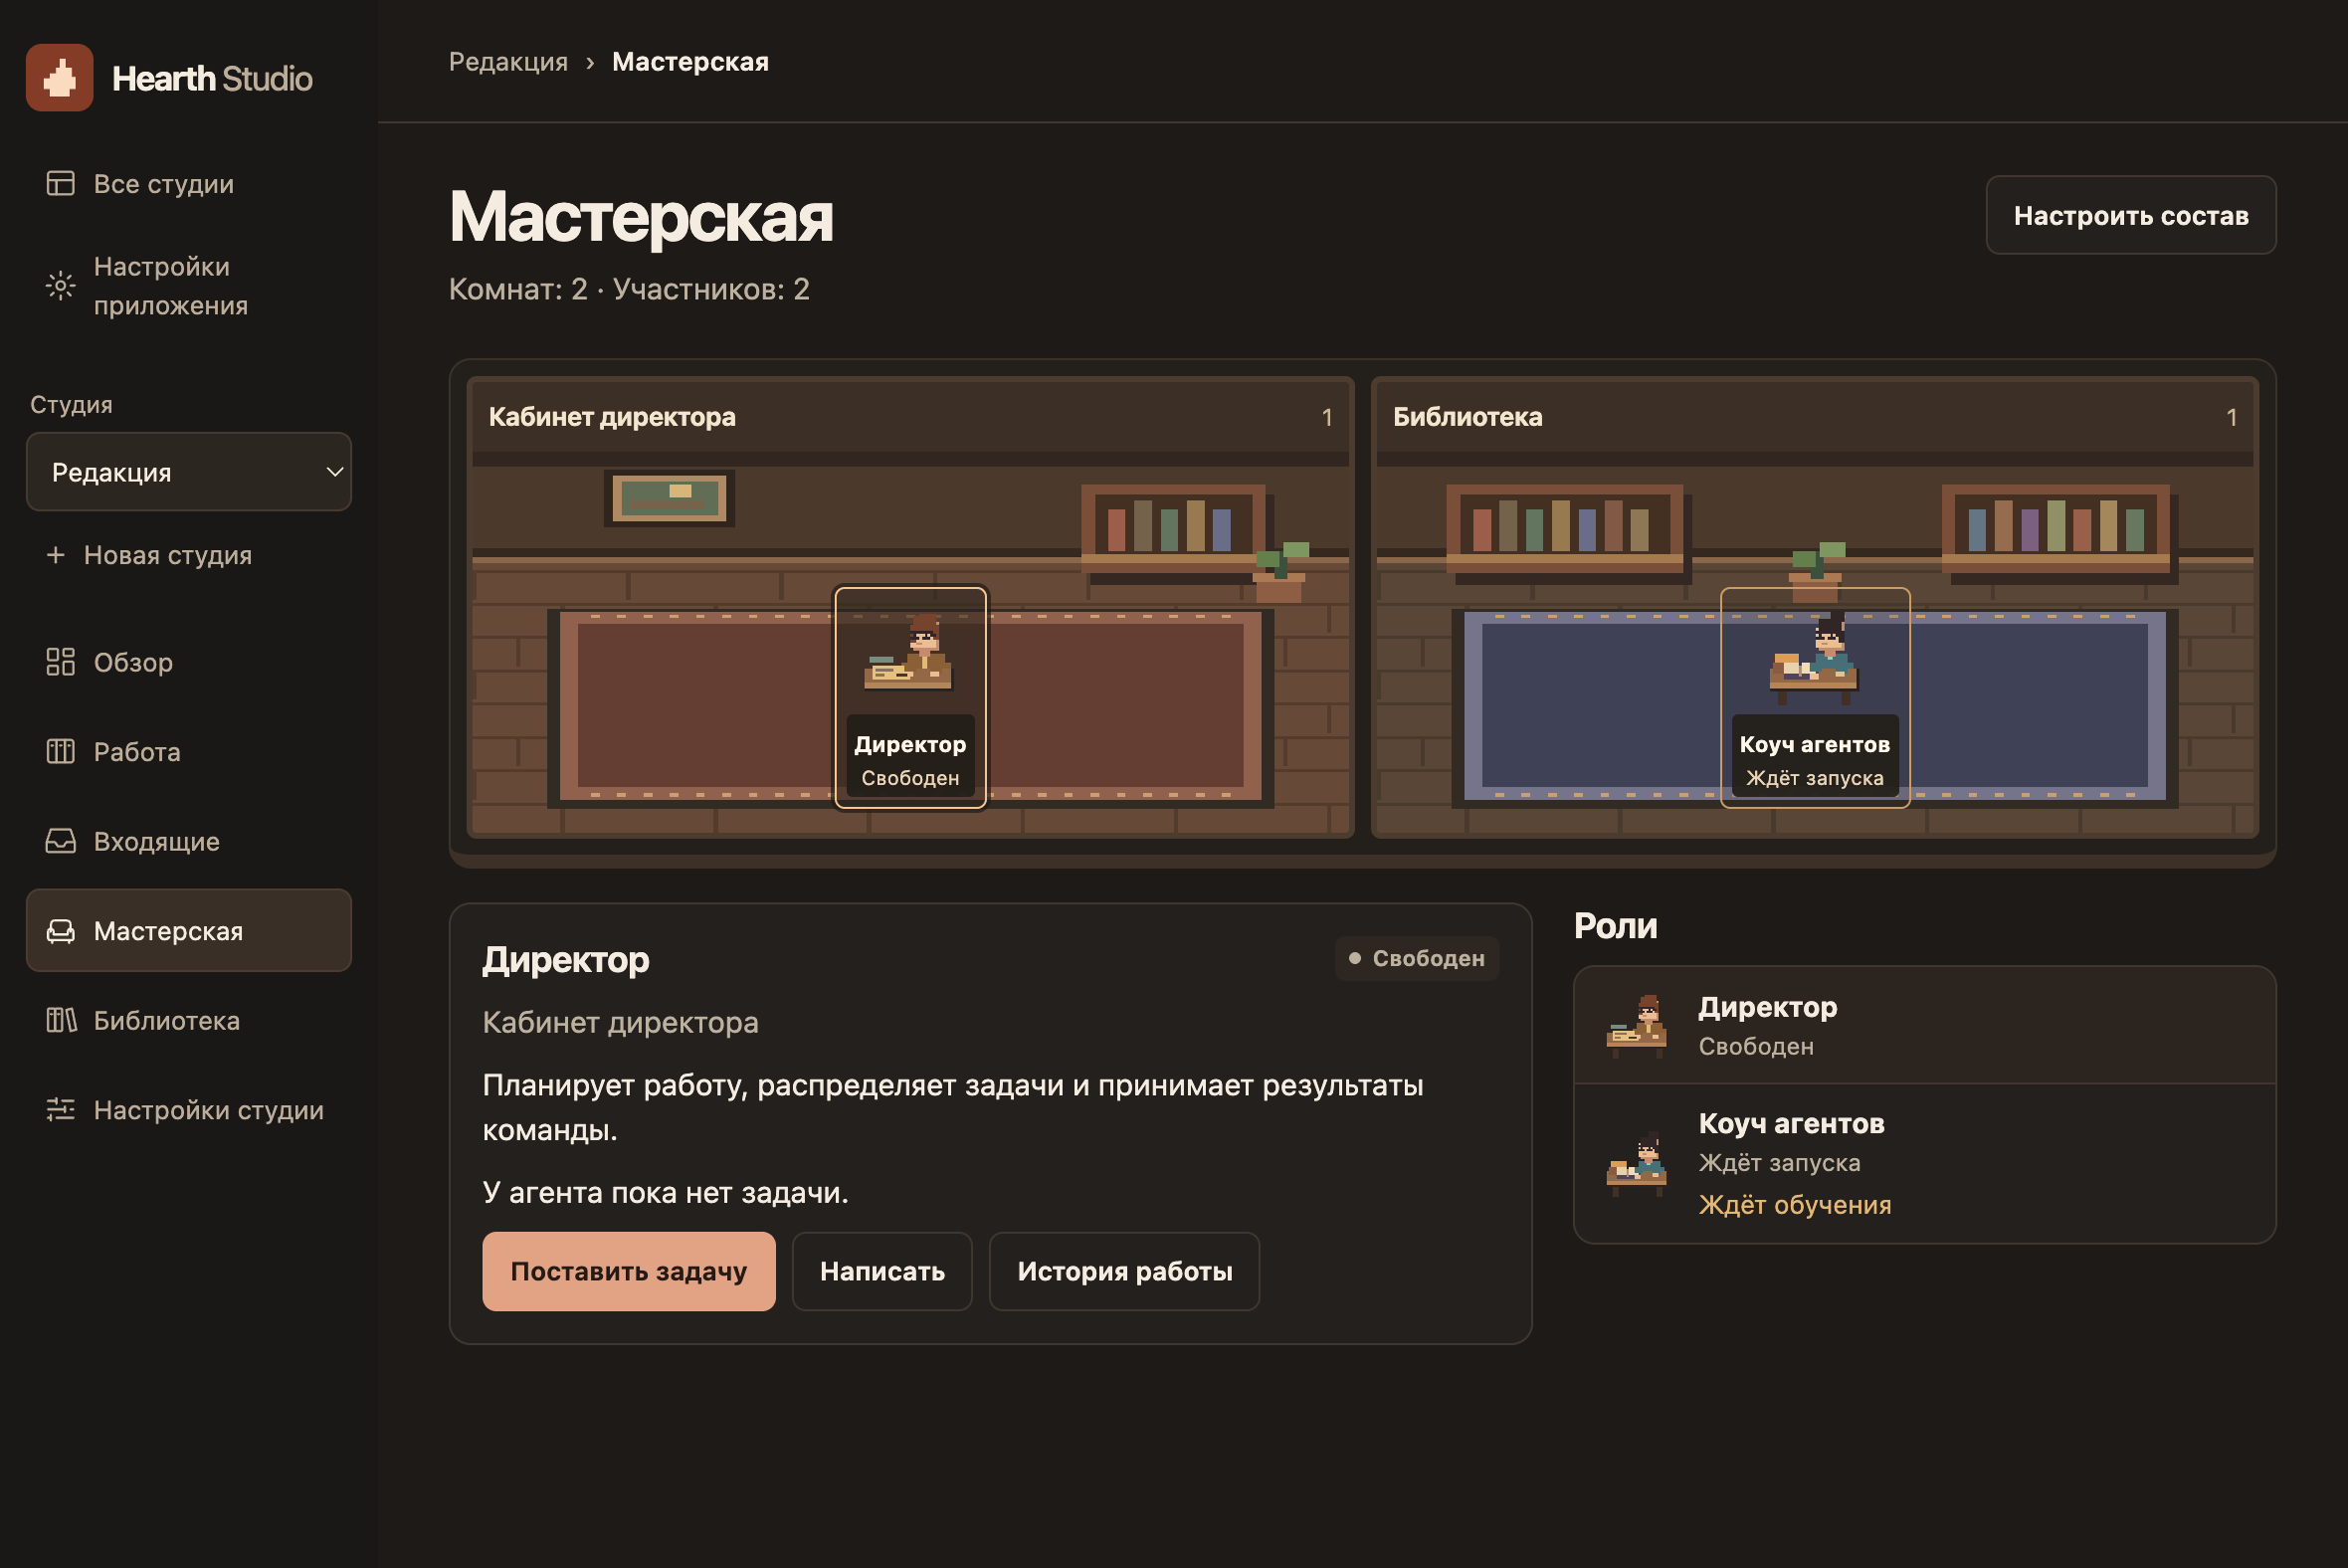 Hearth Studio
Все студии
Настройки
приложения
Студия
Редакция
+ Новая студия
Обзор
Работа
Входящие
Мастерская
Библиотека
Настройки студии
Редакция › Мастерская
Мастерская
Комнат: 2 · Участников: 2
Настроить состав
Кабинет директора 1
Директор
Свободен
Библиотека 1
Коуч агентов
Ждёт запуска
Директор
Свободен
Кабинет директора
Планирует работу, распределяет задачи и принимает результаты
команды.
У агента пока нет задачи.
Поставить задачу
Написать
История работы
Роли
Директор
Свободен
Коуч агентов
Ждёт запуска
Ждёт обучения